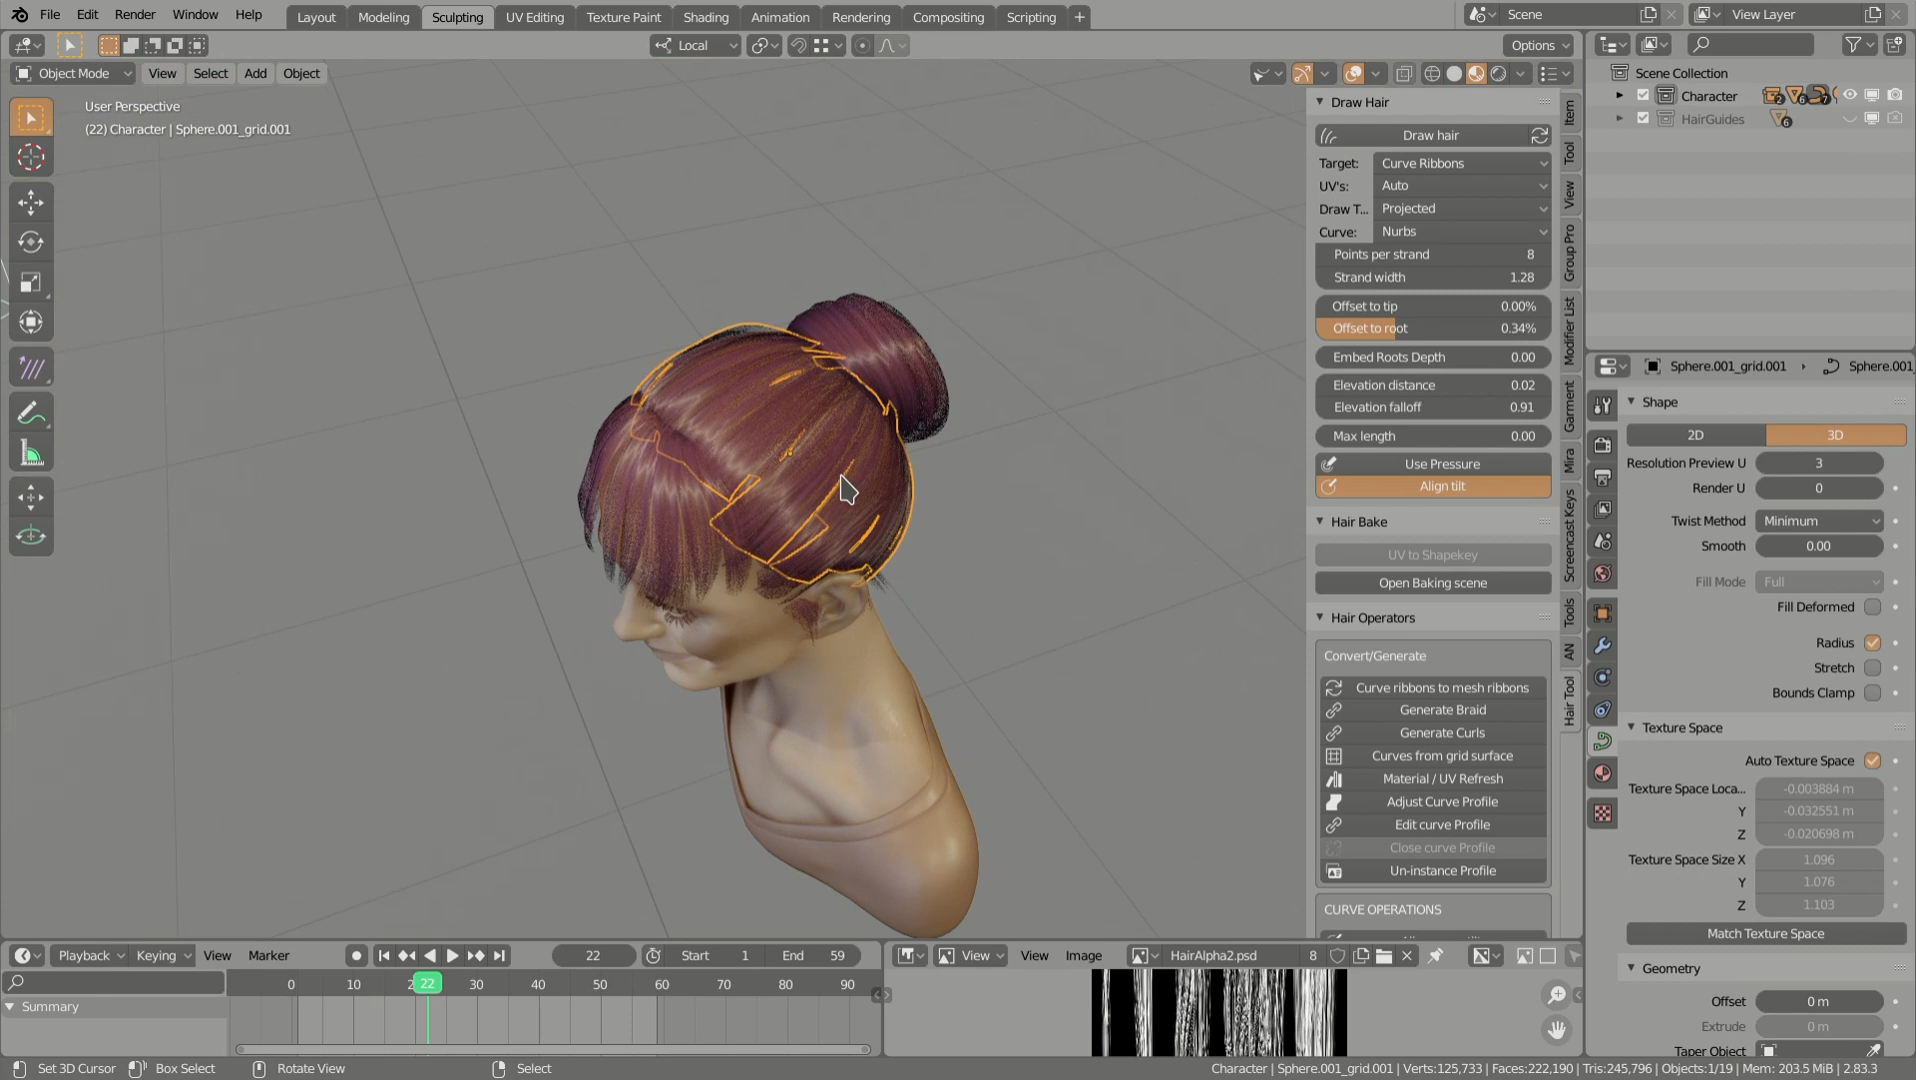 File Edit Render Window Help
Layout Modeling Sculpting UV Editing Texture Paint Shading Animation Rendering Compositing Scripting +
Scene
View Layer
Local
Options
Object Mode View Select Add Object
User Perspective
(22) Character | Sphere.001_grid.001
Draw Hair
Draw hair
Target: Curve Ribbons
UV's: Auto
Draw T... Projected
Curve: Nurbs
Points per strand 8
Strand width 1.28
Offset to tip 0.00%
Offset to root 0.34%
Embed Roots Depth 0.00
Elevation distance 0.02
Elevation falloff 0.91
Max length 0.00
Use Pressure
Align tilt
Hair Bake
UV to Shapekey
Open Baking scene
Hair Operators
Convert/Generate
Curve ribbons to mesh ribbons
Generate Braid
Generate Curls
Curves from grid surface
Material / UV Refresh
Adjust Curve Profile
Edit curve Profile
Close curve Profile
Un-instance Profile
CURVE OPERATIONS
Item
Tool
View
Group Pro
Modifier List
Garment
Mira
Screencast Keys
Tools
AN
Hair Tool
Scene Collection
Character 2 6 7
HairGuides 6
Sphere.001_grid.001 Sphere.001
Shape
2D 3D
Resolution Preview U 3
Render U 0
Twist Method Minimum
Smooth 0.00
Fill Mode Full
Fill Deformed
Radius
Stretch
Bounds Clamp
Texture Space
Auto Texture Space
Texture Space Loca... -0.003884 m
Y -0.032551 m
Z -0.020698 m
Texture Space Size X 1.096
Y 1.076
Z 1.103
Match Texture Space
Geometry
Offset 0 m
Extrude 0 m
Taper Object
Playback Keying View Marker
22
Start 1 End 59
0 10 22 30 40 50 60 70 80 90
Summary
View View Image HairAlpha2.psd 8
Set 3D Cursor Box Select Rotate View Select
Character | Sphere.001_grid.001 | Verts:125,733 | Faces:222,190 | Tris:245,796 | Objects:1/19 | Mem: 203.5 MiB | 2.83.3